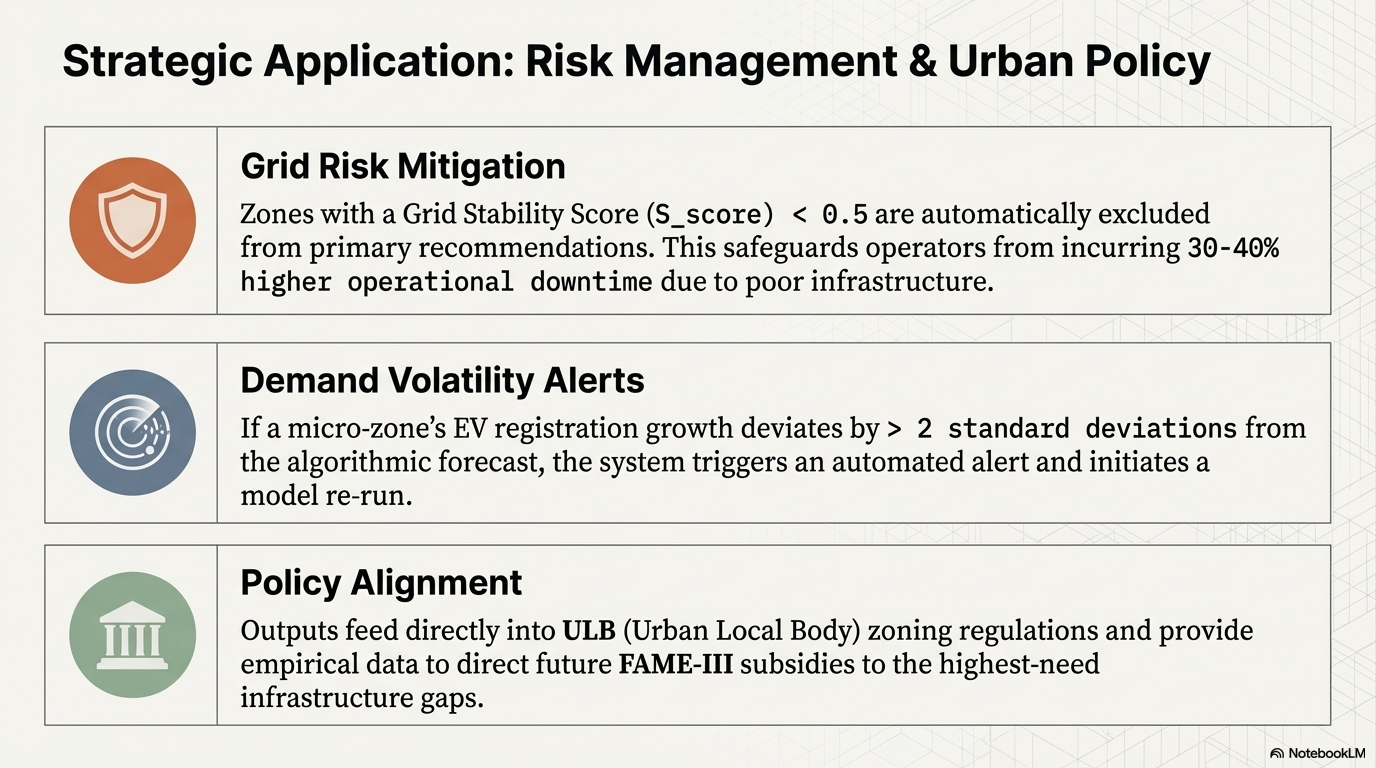 Strategic Application: Risk Management & Urban Policy
Grid Risk Mitigation
Zones with a Grid Stability Score (S_score) < 0.5 are automatically excluded
from primary recommendations. This safeguards operators from incurring 30-40%
higher operational downtime due to poor infrastructure.
Demand Volatility Alerts
If a micro-zone’s EV registration growth deviates by > 2 standard deviations from
the algorithmic forecast, the system triggers an automated alert and initiates a
model re-run.
Policy Alignment
Outputs feed directly into ULB (Urban Local Body) zoning regulations and provide
empirical data to direct future FAME-III subsidies to the highest-need
infrastructure gaps.
NotebookLM